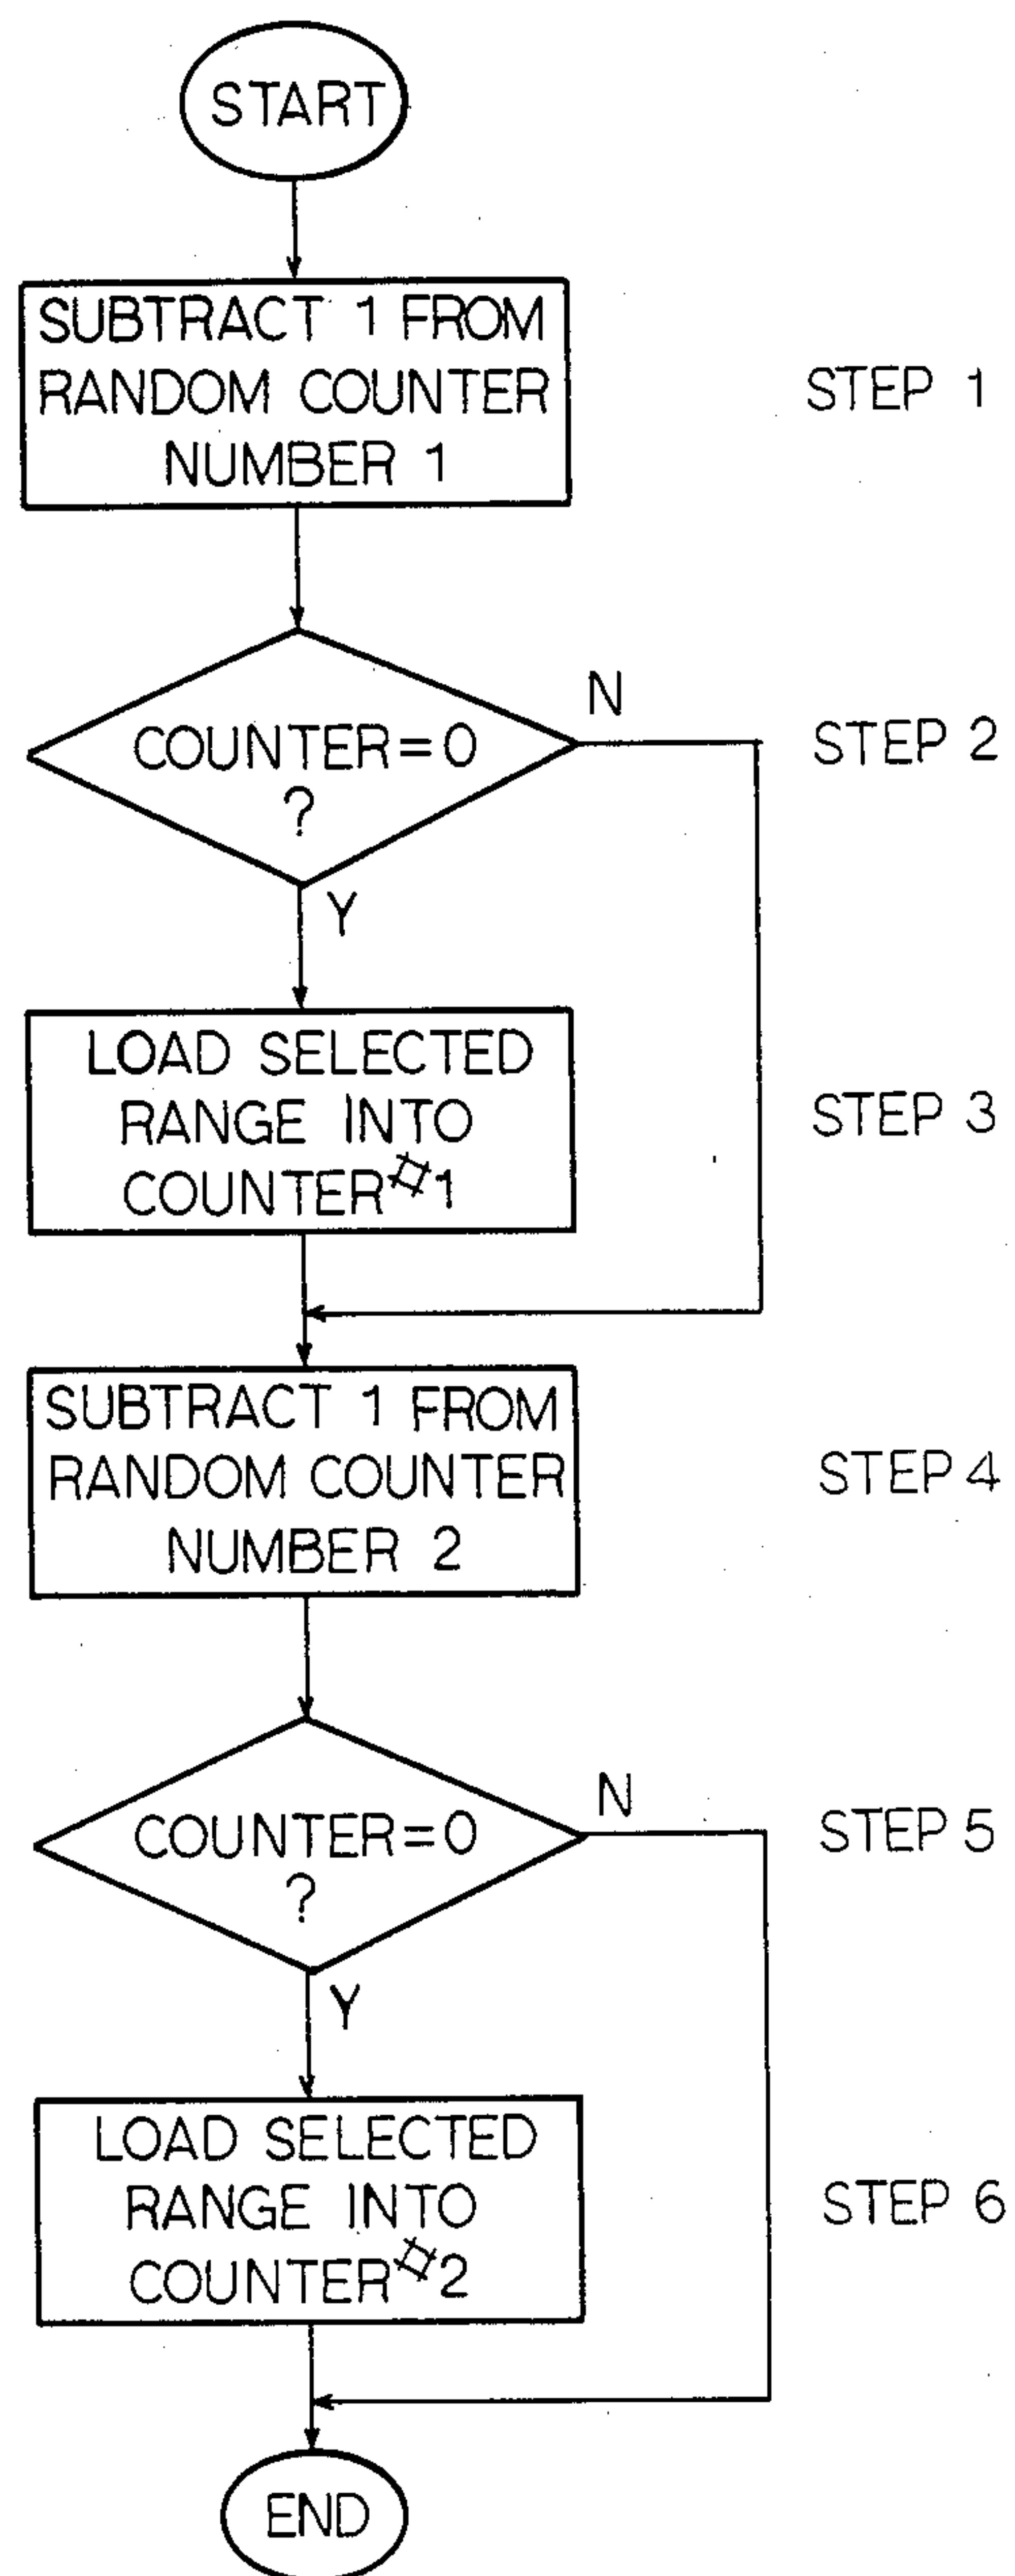 START
SUBTRACT 1 FROM
RANDOM COUNTER
NUMBER 1
STEP 1
COUNTER=0
?
N
STEP 2
Y
LOAD SELECTED
RANGE INTO
COUNTER #1
STEP 3
SUBTRACT 1 FROM
RANDOM COUNTER
NUMBER 2
STEP 4
COUNTER=0
?
N
STEP 5
Y
LOAD SELECTED
RANGE INTO
COUNTER #2
STEP 6
END